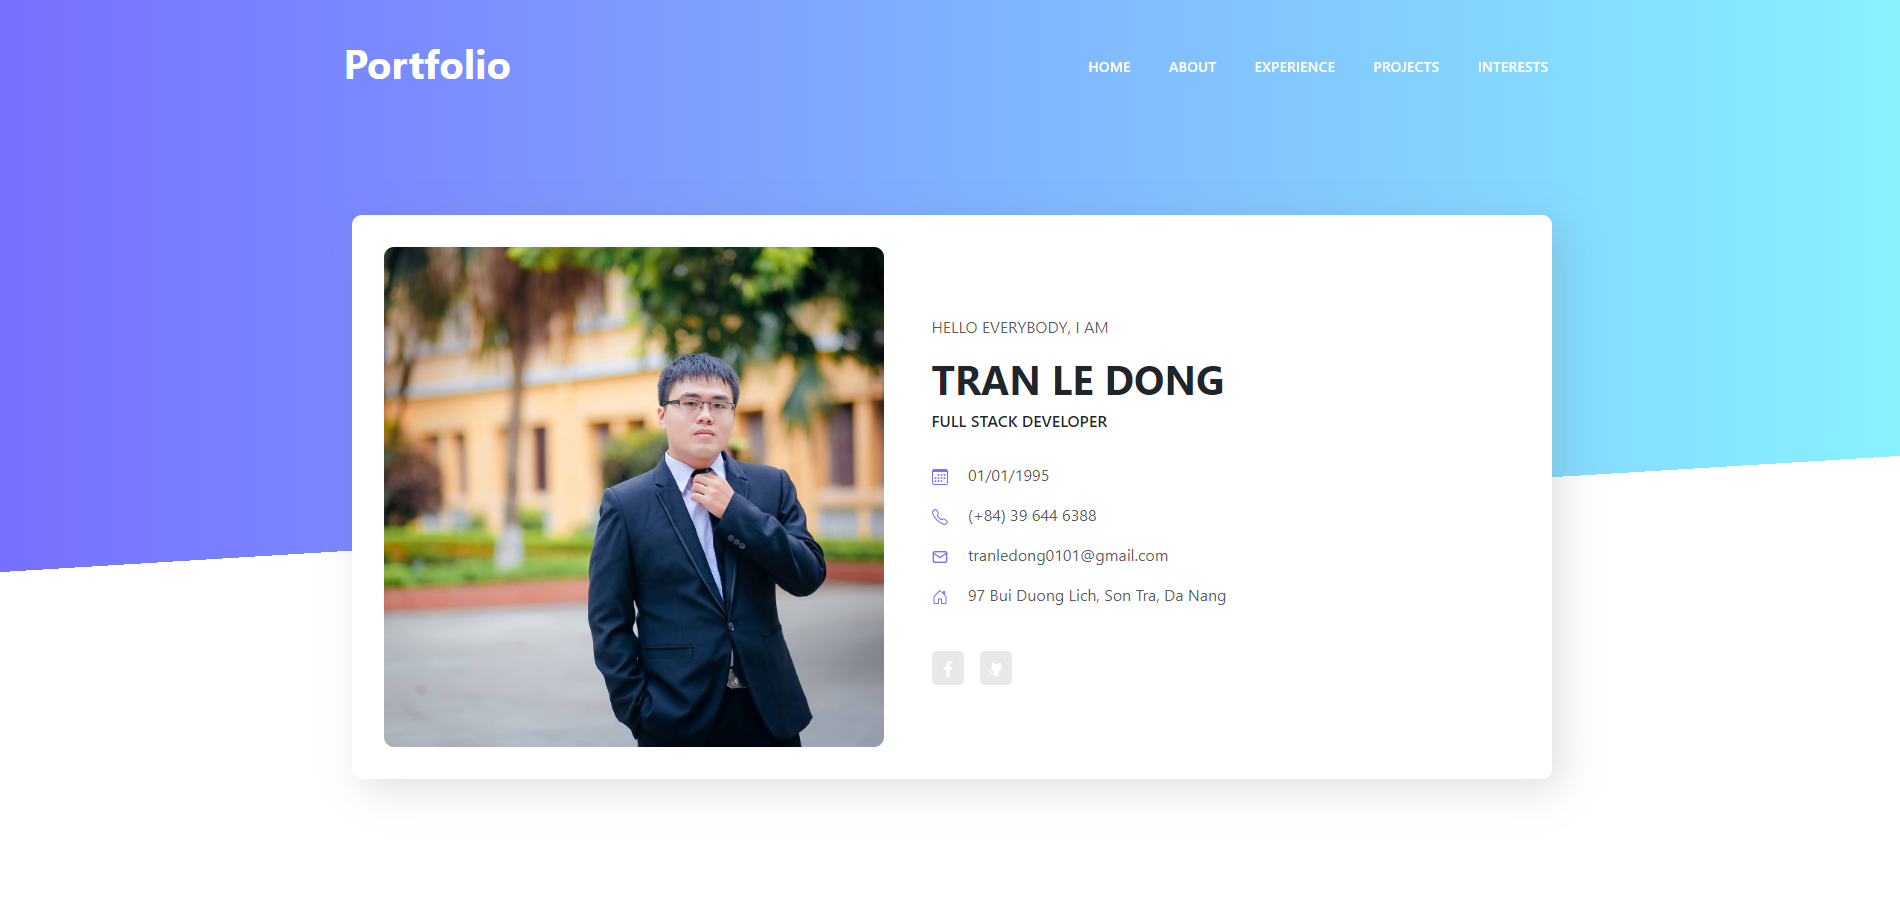 Portfolio
HOME ABOUT EXPERIENCE PROJECTS INTERESTS
HELLO EVERYBODY, I AM
TRAN LE DONG
FULL STACK DEVELOPER
01/01/1995
(+84) 39 644 6388
tranledong0101@gmail.com
97 Bui Duong Lich, Son Tra, Da Nang